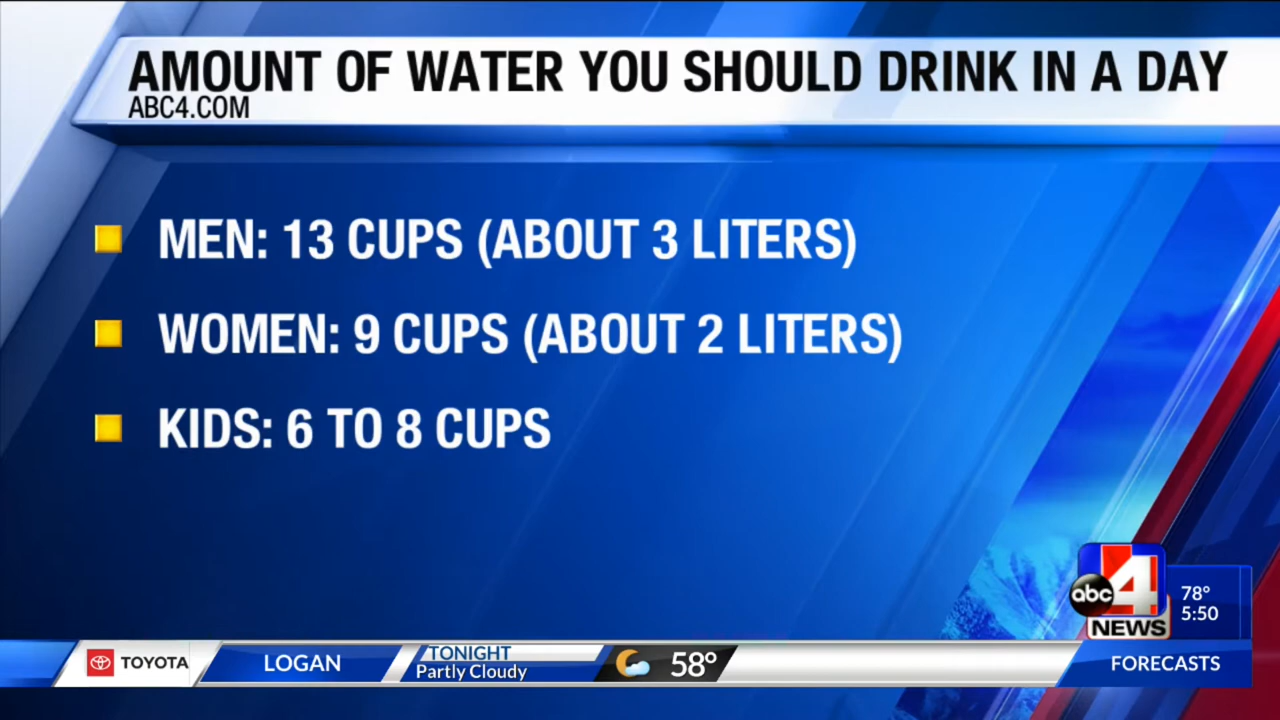 AMOUNT OF WATER YOU SHOULD DRINK IN A DAY
ABC4.COM
MEN: 13 CUPS (ABOUT 3 LITERS)
WOMEN: 9 CUPS (ABOUT 2 LITERS)
KIDS: 6 TO 8 CUPS
abc 4
NEWS
78°
5:50
TOYOTA
LOGAN
TONIGHT
Partly Cloudy
58°
FORECASTS